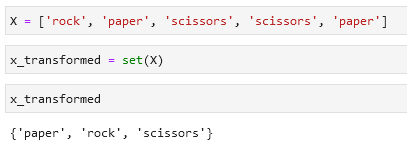 X = ['rock', 'paper', 'scissors', 'scissors', 'paper']
x_transformed = set(X)
x_transformed
{'paper', 'rock', 'scissors'}